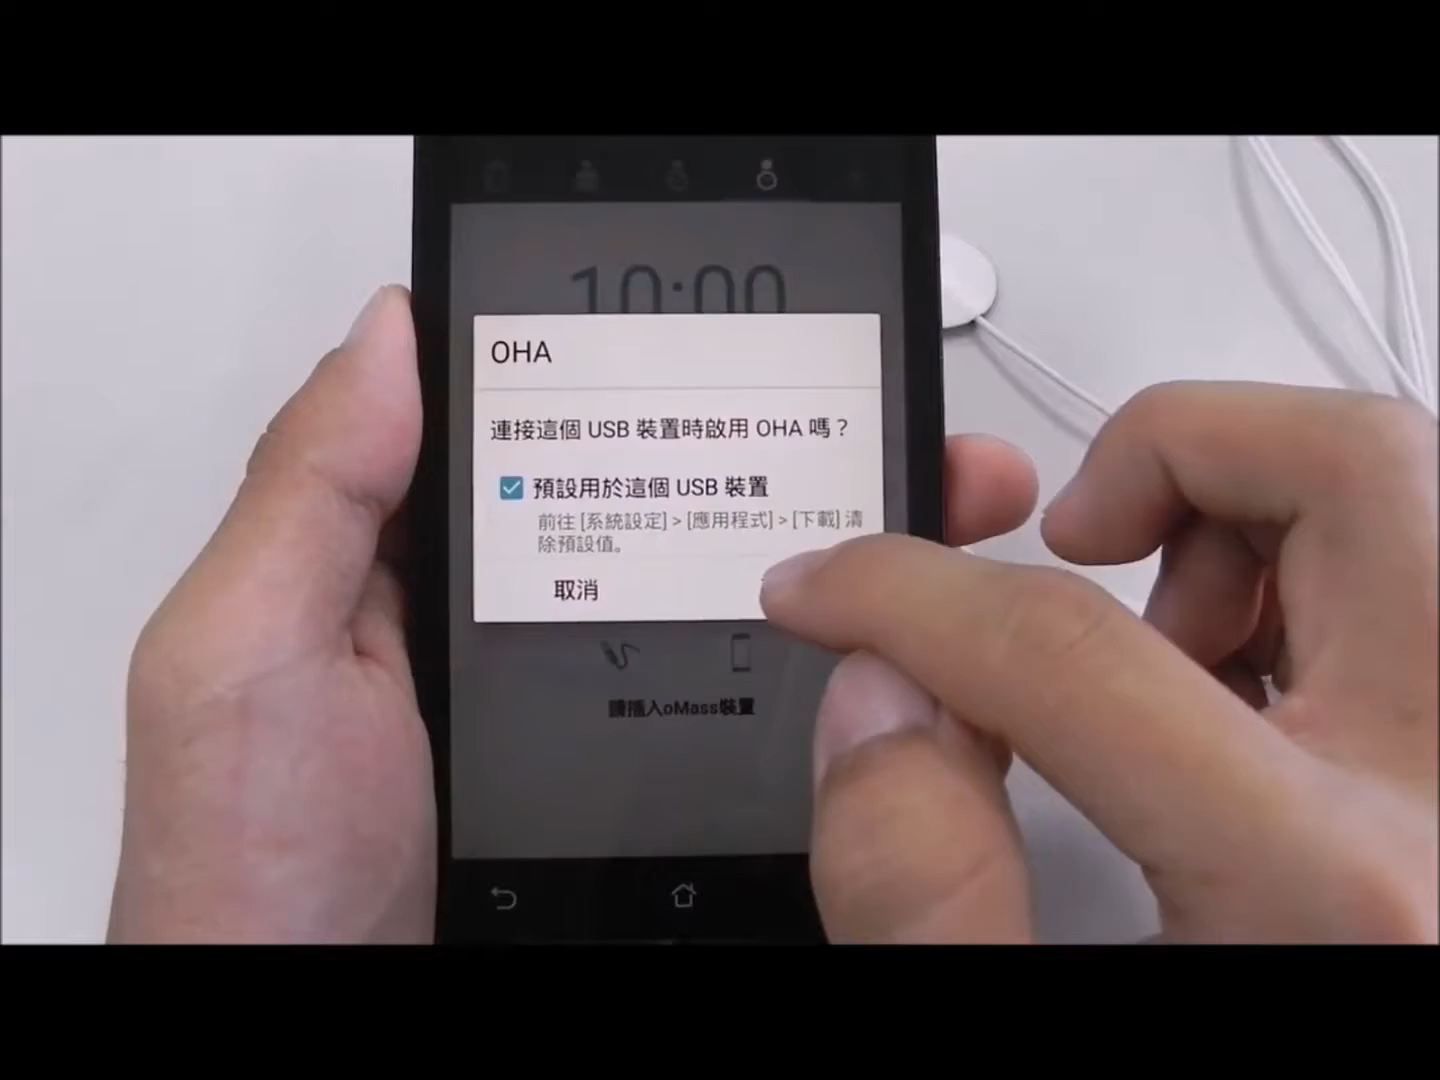 10:00
OHA
連接這個 USB 裝置時啟用 OHA 嗎？
預設用於這個 USB 裝置
前往 [系統設定] > [應用程式] > [下載] 清
除預設值。
取消
請插入oMass裝置